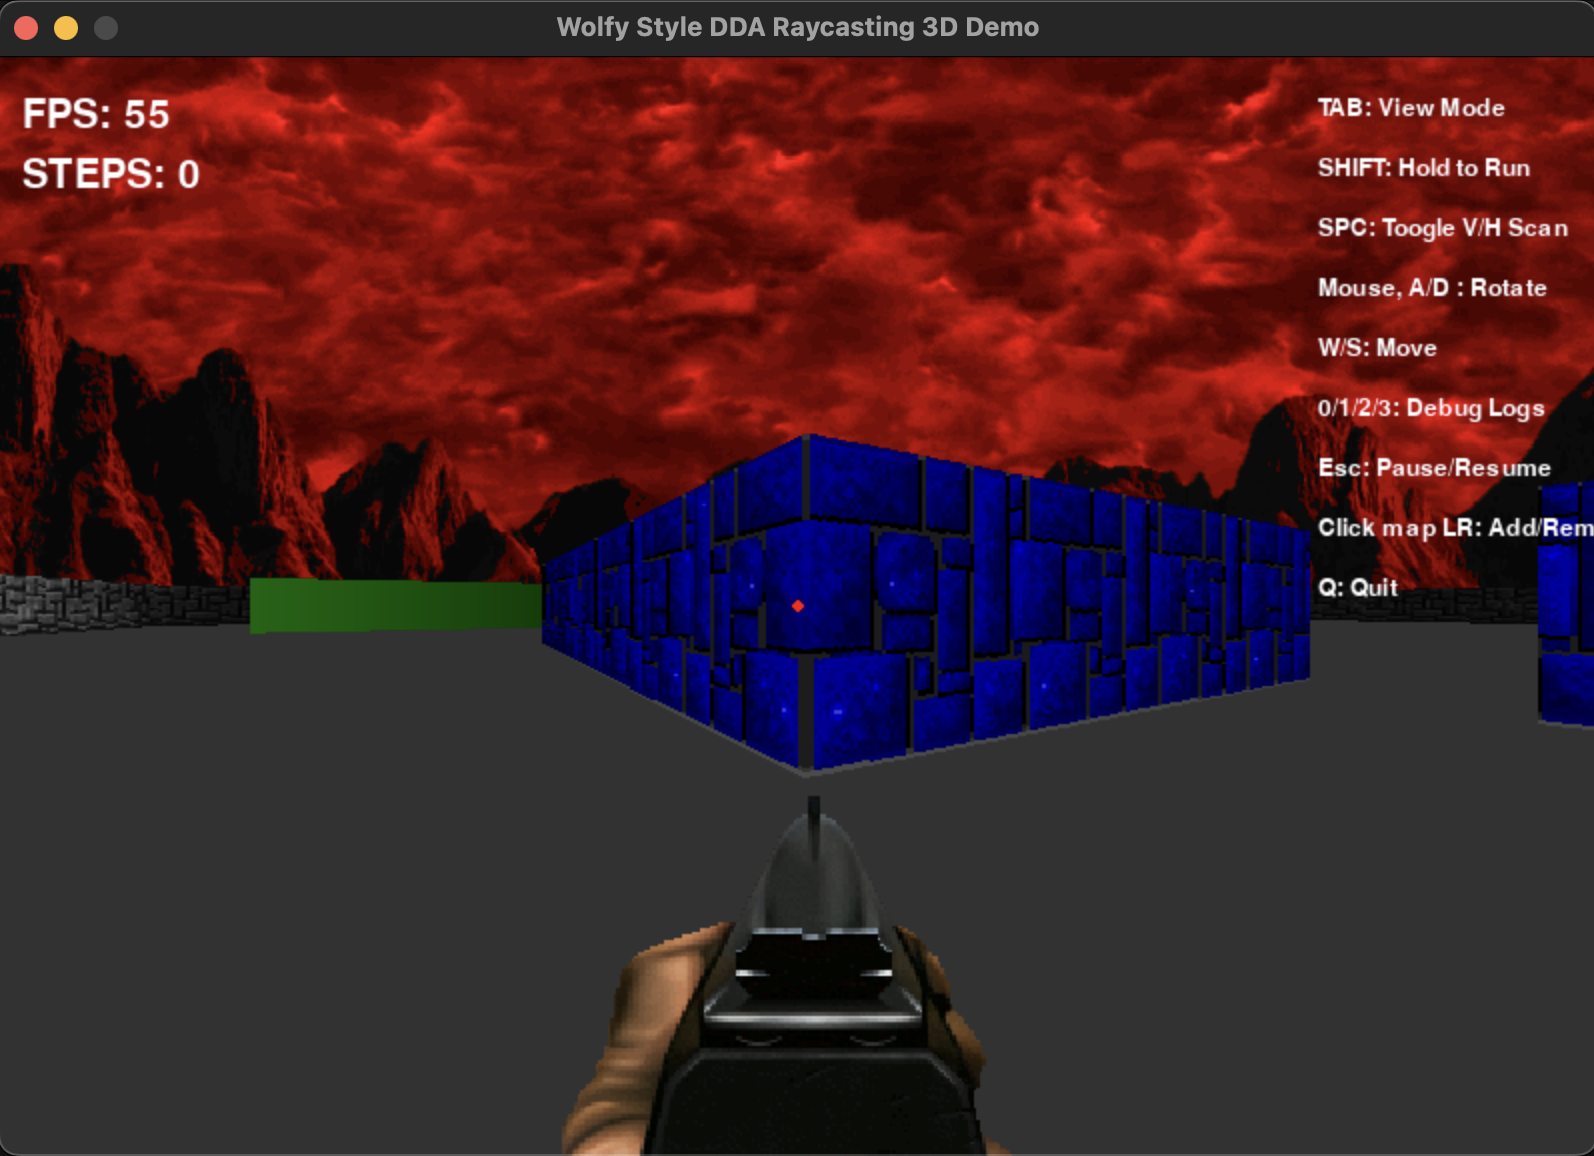 Wolfy Style DDA Raycasting 3D Demo
FPS: 55
STEPS: 0
TAB: View Mode
SHIFT: Hold to Run
SPC: Toogle V/H Scan
Mouse, A/D : Rotate
W/S: Move
0/1/2/3: Debug Logs
Esc: Pause/Resume
Click map LR: Add/Rem
Q: Quit